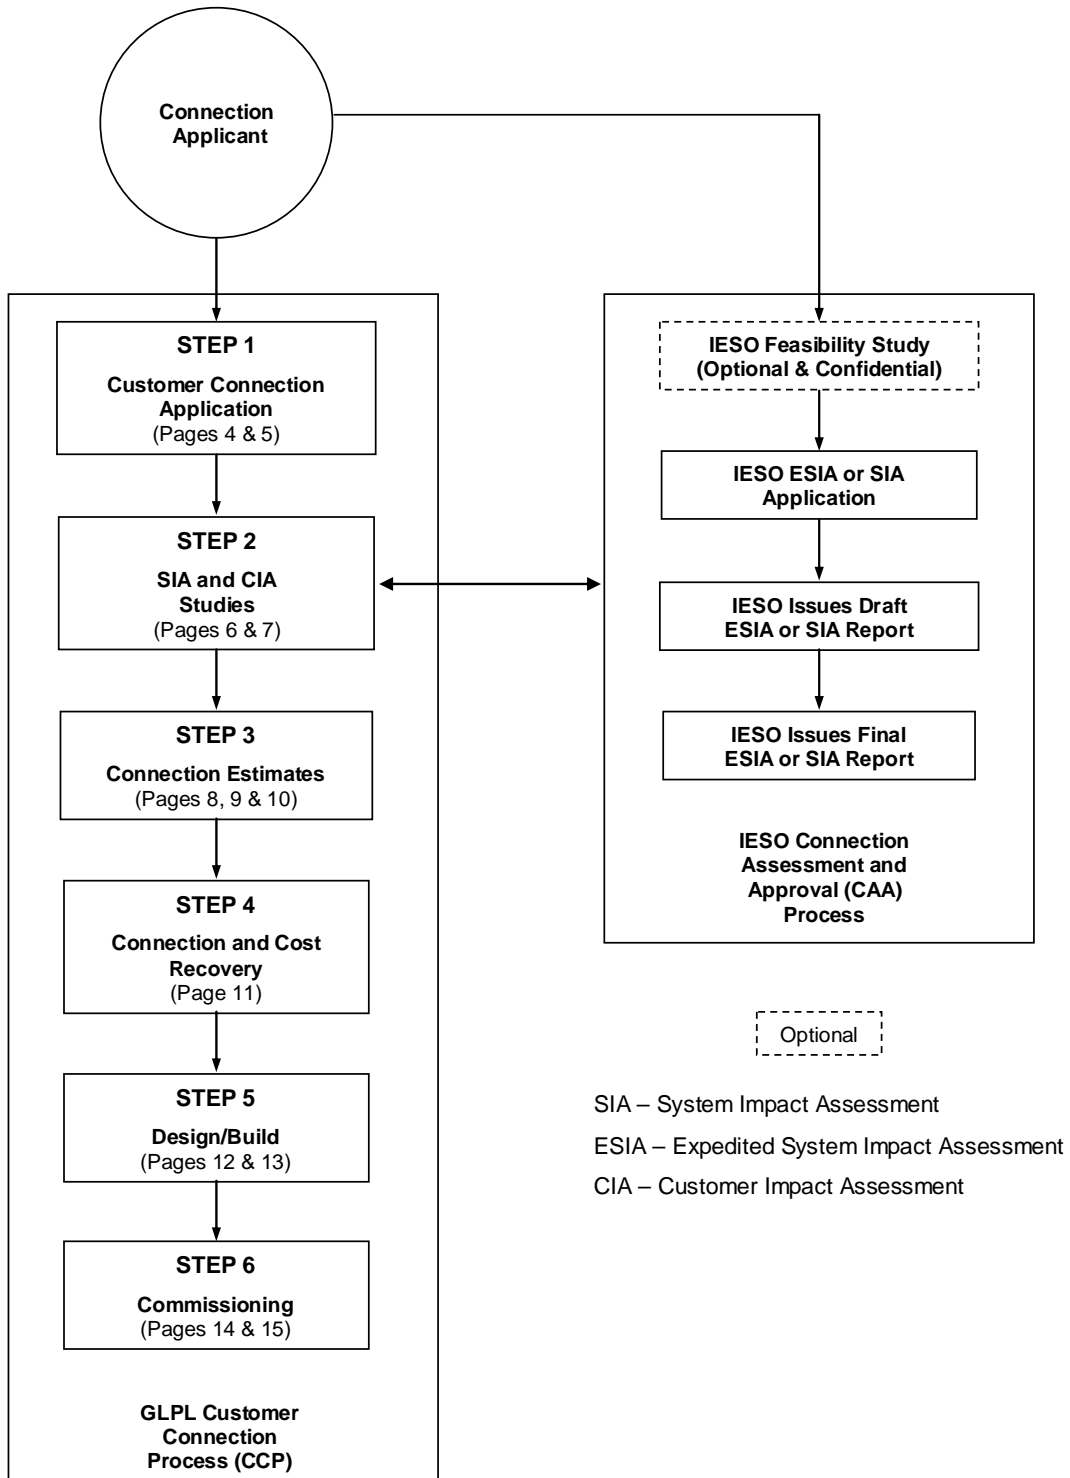 Connection
Applicant
STEP 1
Customer Connection
Application
(Pages 4 & 5)
STEP 2
SIA and CIA
Studies
(Pages 6 & 7)
STEP 3
Connection Estimates
(Pages 8, 9 & 10)
STEP 4
Connection and Cost
Recovery
(Page 11)
STEP 5
Design/Build
(Pages 12 & 13)
STEP 6
Commissioning
(Pages 14 & 15)
GLPL Customer
Connection
Process (CCP)
IESO Feasibility Study
(Optional & Confidential)
IESO ESIA or SIA
Application
IESO Issues Draft
ESIA or SIA Report
IESO Issues Final
ESIA or SIA Report
IESO Connection
Assessment and
Approval (CAA)
Process
Optional
SIA – System Impact Assessment
ESIA – Expedited System Impact Assessment
CIA – Customer Impact Assessment